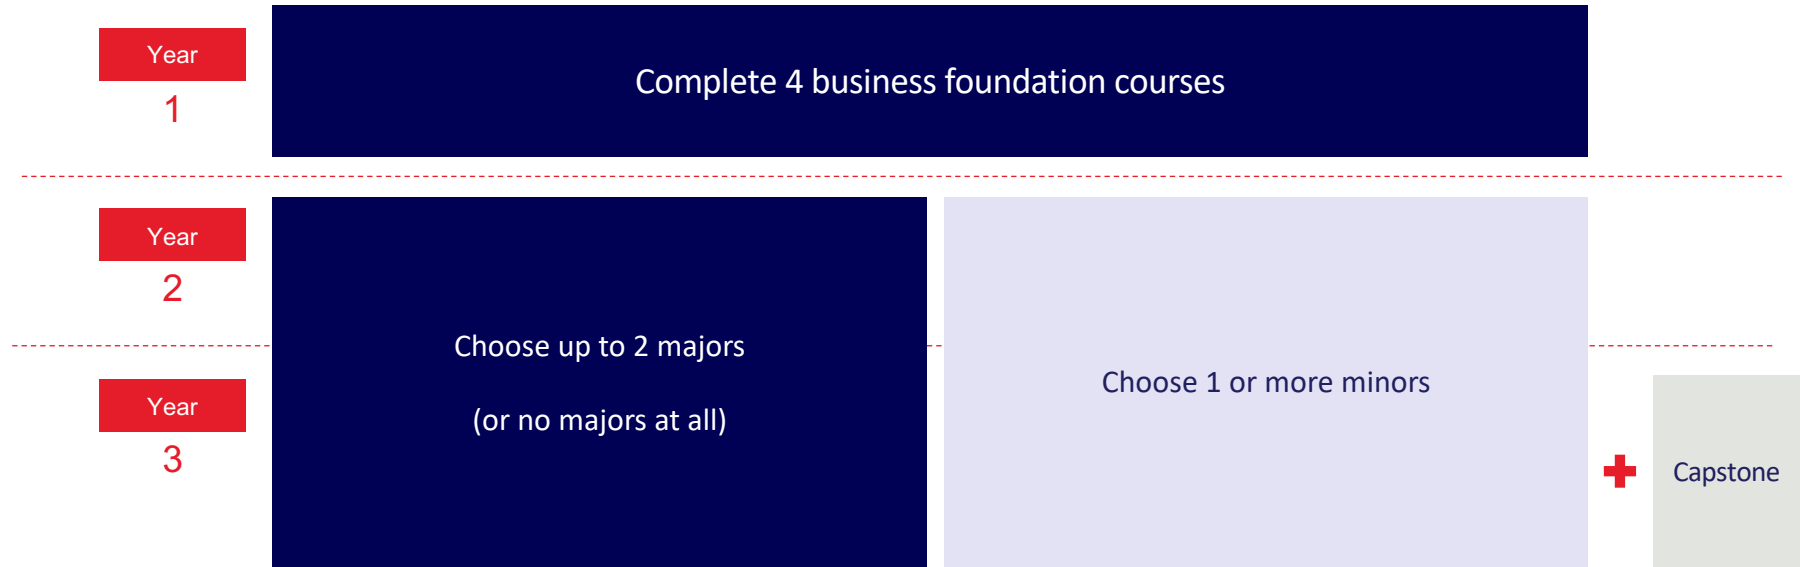 Year
1
Complete 4 business foundation courses
Year
2
Choose up to 2 majors
(or no majors at all)
Choose 1 or more minors
Year
3
Capstone